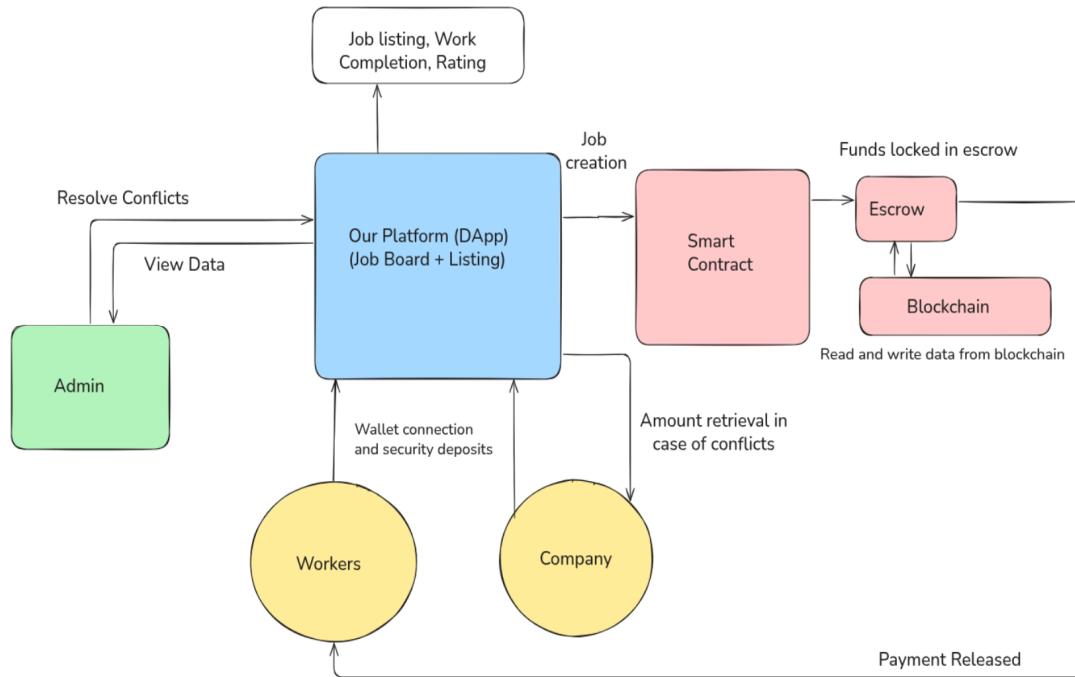 Job listing, Work
Completion, Rating
Job
creation
Funds locked in escrow
Resolve Conflicts
Escrow
Our Platform (DApp)
(Job Board + Listing)
Smart
Contract
View Data
Blockchain
Read and write data from blockchain
Admin
Wallet connection
and security deposits
Amount retrieval in
case of conflicts
Workers
Company
Payment Released